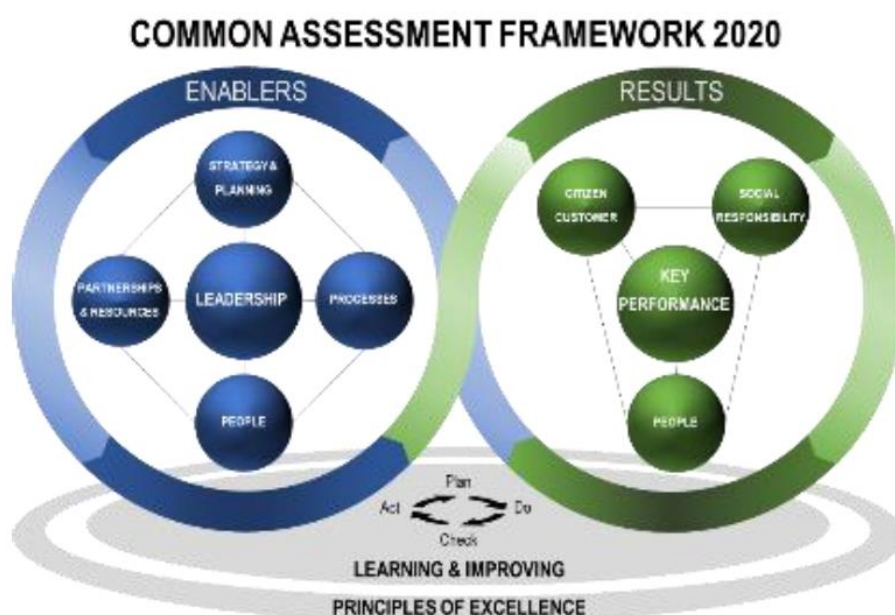 COMMON ASSESSMENT FRAMEWORK 2020
ENABLERS
STRATEGY &
PLANNING
PARTNERSHIPS
& RESOURCES
LEADERSHIP
PROCESSES
PEOPLE
RESULTS
CITIZEN
CUSTOMER
SOCIAL
RESPONSIBILITY
KEY
PERFORMANCE
PEOPLE
Plan
Act
Do
Check
LEARNING & IMPROVING
PRINCIPLES OF EXCELLENCE